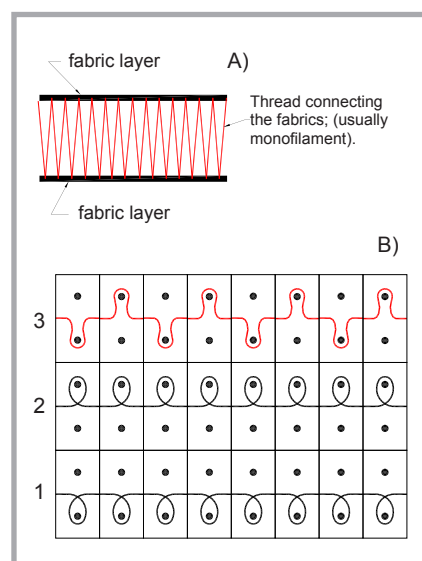 fabric layer
A)
Thread connecting
the fabrics; (usually
monofilament).
fabric layer
B)
3
2
1